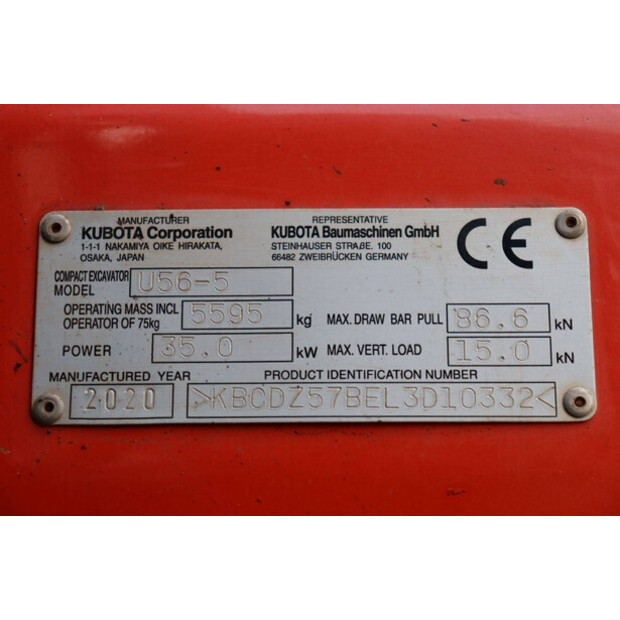 MANUFACTURER
KUBOTA Corporation
1-1-1 NAKAMIYA OIKE HIRAKATA,
OSAKA, JAPAN
REPRESENTATIVE
KUBOTA Baumaschinen GmbH
STEINHAUSER STRAßE. 100
66482 ZWEIBRÜCKEN GERMANY
CE
COMPACT EXCAVATOR
MODEL U56-5
OPERATING MASS INCL
OPERATOR OF 75kg 5595 kg
MAX. DRAW BAR PULL 86.6 kN
POWER 35.0 kW
MAX. VERT. LOAD 15.0 kN
MANUFACTURED YEAR
2020
PRODUCT IDENTIFICATION NUMBER
>KBCDZ57BEL3D10332<